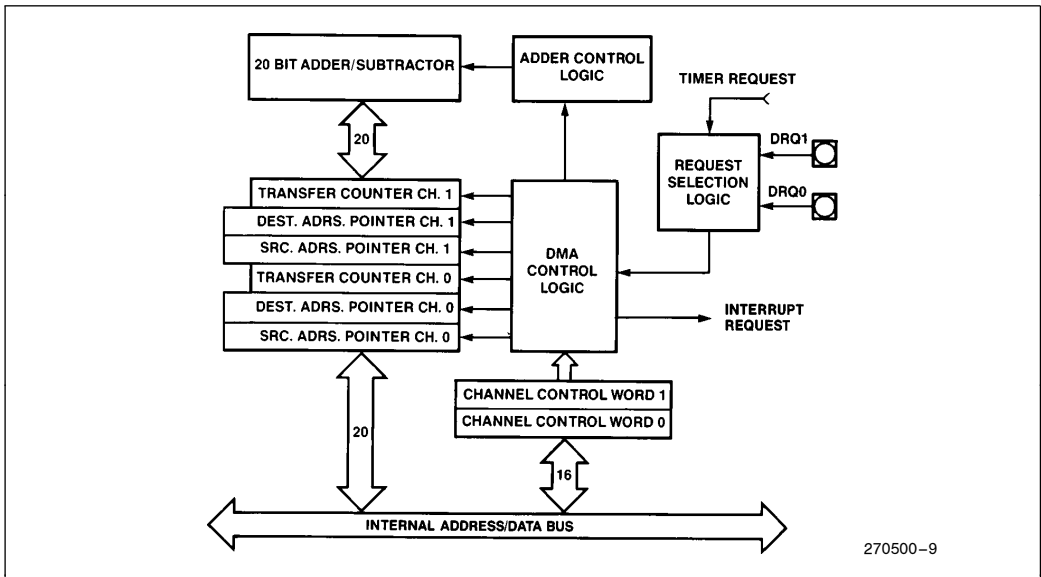 20 BIT ADDER/SUBTRACTOR
ADDER CONTROL
LOGIC
TIMER REQUEST
20
DRQ1
REQUEST
SELECTION
LOGIC
DRQ0
TRANSFER COUNTER CH. 1
DEST. ADRS. POINTER CH. 1
SRC. ADRS. POINTER CH. 1
TRANSFER COUNTER CH. 0
DEST. ADRS. POINTER CH. 0
SRC. ADRS. POINTER CH. 0
DMA
CONTROL
LOGIC
INTERRUPT
REQUEST
CHANNEL CONTROL WORD 1
CHANNEL CONTROL WORD 0
20
16
INTERNAL ADDRESS/DATA BUS
270500–9